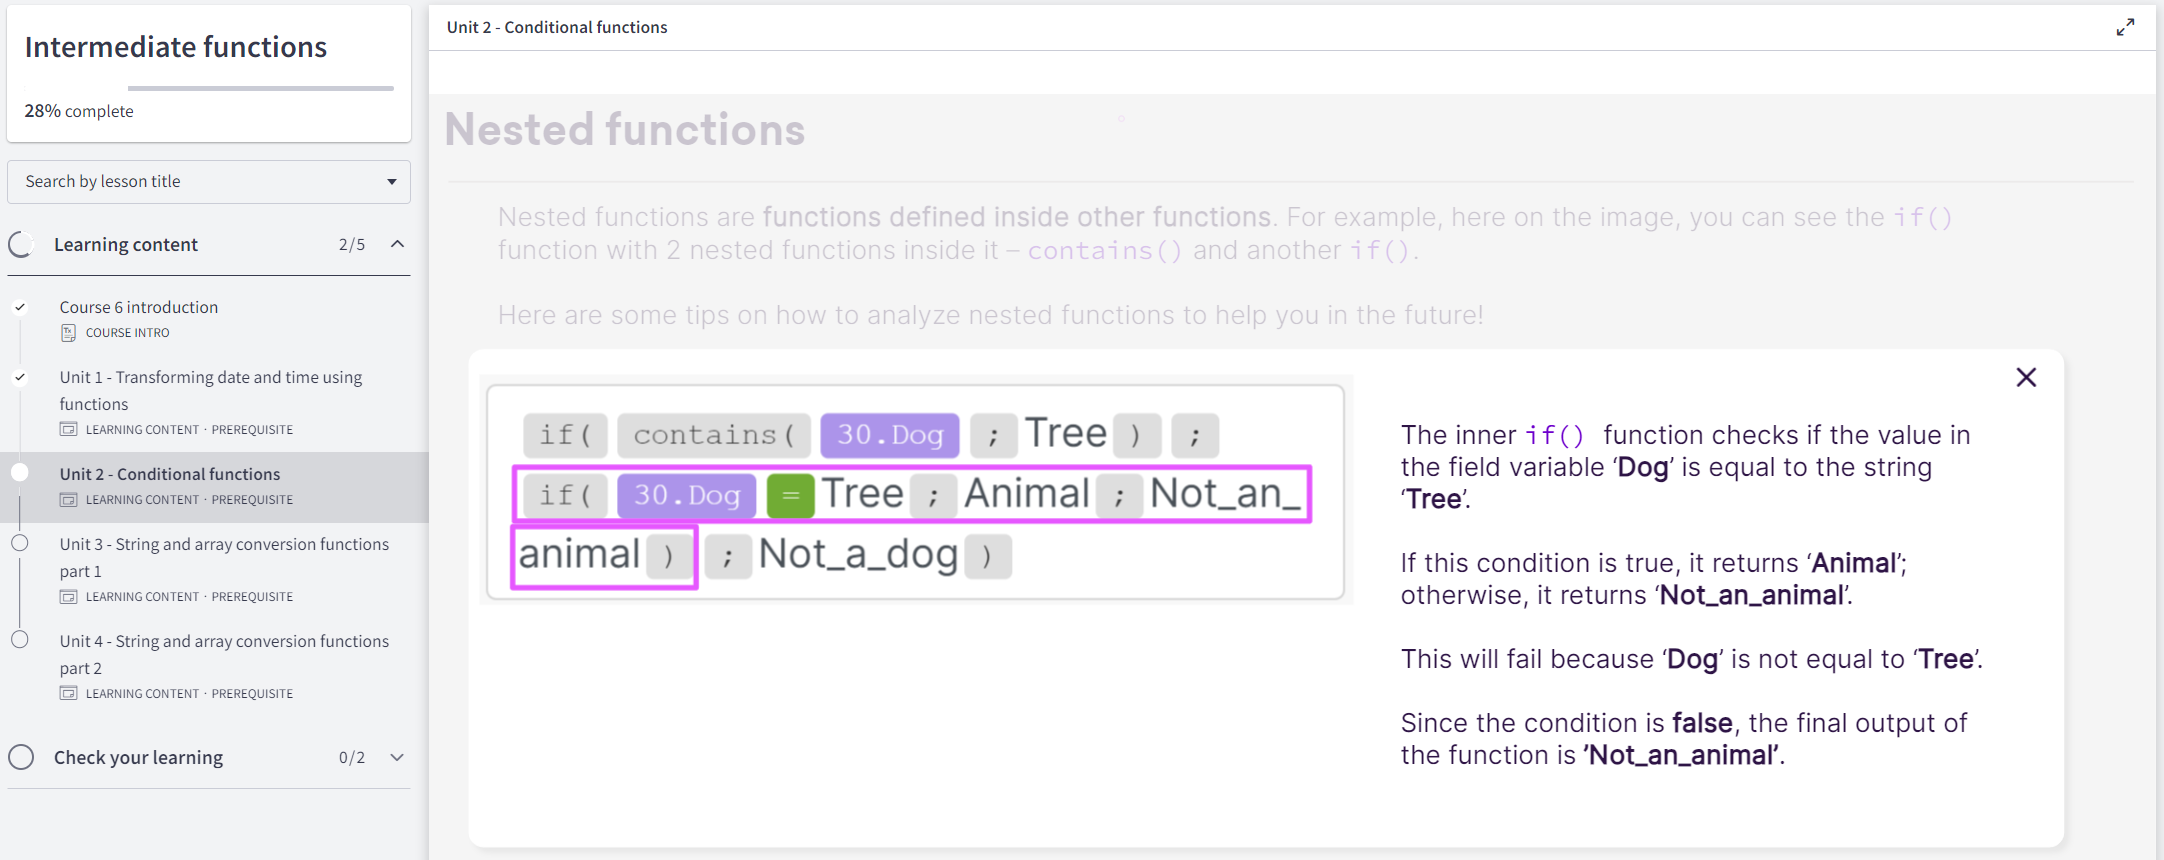 Intermediate functions
28% complete
Search by lesson title
Learning content 2/5
Course 6 introduction
COURSE INTRO
Unit 1 - Transforming date and time using
functions
LEARNING CONTENT · PREREQUISITE
Unit 2 - Conditional functions
LEARNING CONTENT · PREREQUISITE
Unit 3 - String and array conversion functions
part 1
LEARNING CONTENT · PREREQUISITE
Unit 4 - String and array conversion functions
part 2
LEARNING CONTENT · PREREQUISITE
Check your learning 0/2
Unit 2 - Conditional functions
Nested functions
Nested functions are functions defined inside other functions. For example, here on the image, you can see the if()
function with 2 nested functions inside it – contains() and another if().
Here are some tips on how to analyze nested functions to help you in the future!
if( contains( 30.Dog ; Tree ) ;
if( 30.Dog = Tree ; Animal ; Not_an_
animal ) ; Not_a_dog )
The inner if() function checks if the value in
the field variable ‘Dog’ is equal to the string
‘Tree’.
If this condition is true, it returns ‘Animal’;
otherwise, it returns ‘Not_an_animal’.
This will fail because ‘Dog’ is not equal to ‘Tree’.
Since the condition is false, the final output of
the function is ’Not_an_animal’.